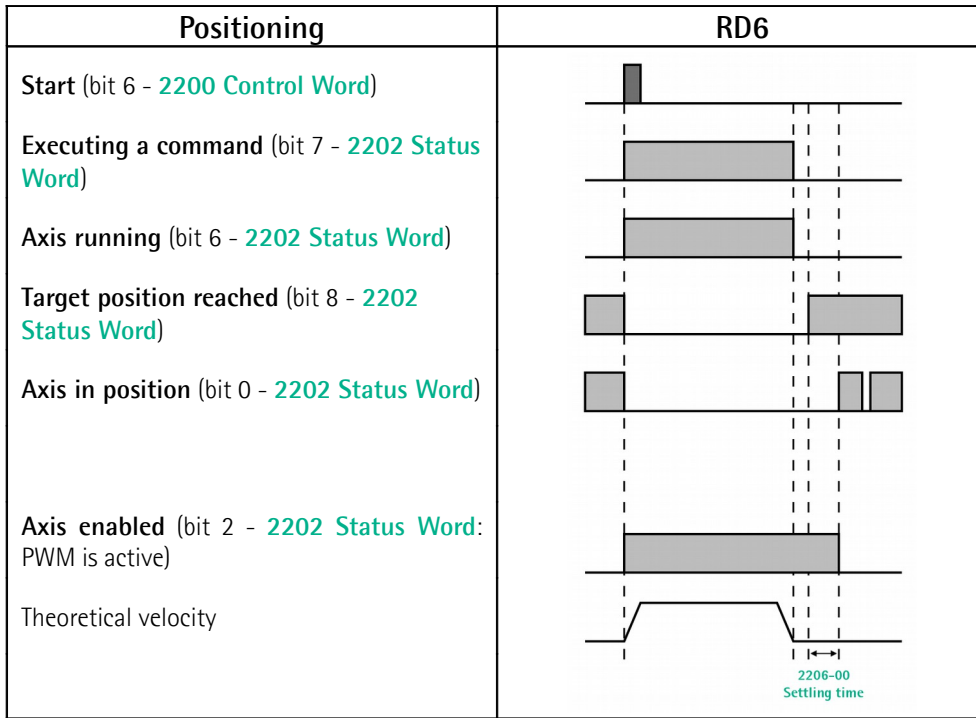 Positioning
RD6
Start (bit 6 - 2200 Control Word)
Executing a command (bit 7 - 2202 Status
Word)
Axis running (bit 6 - 2202 Status Word)
Target position reached (bit 8 - 2202
Status Word)
Axis in position (bit 0 - 2202 Status Word)
Axis enabled (bit 2 - 2202 Status Word:
PWM is active)
Theoretical velocity
2206-00
Settling time